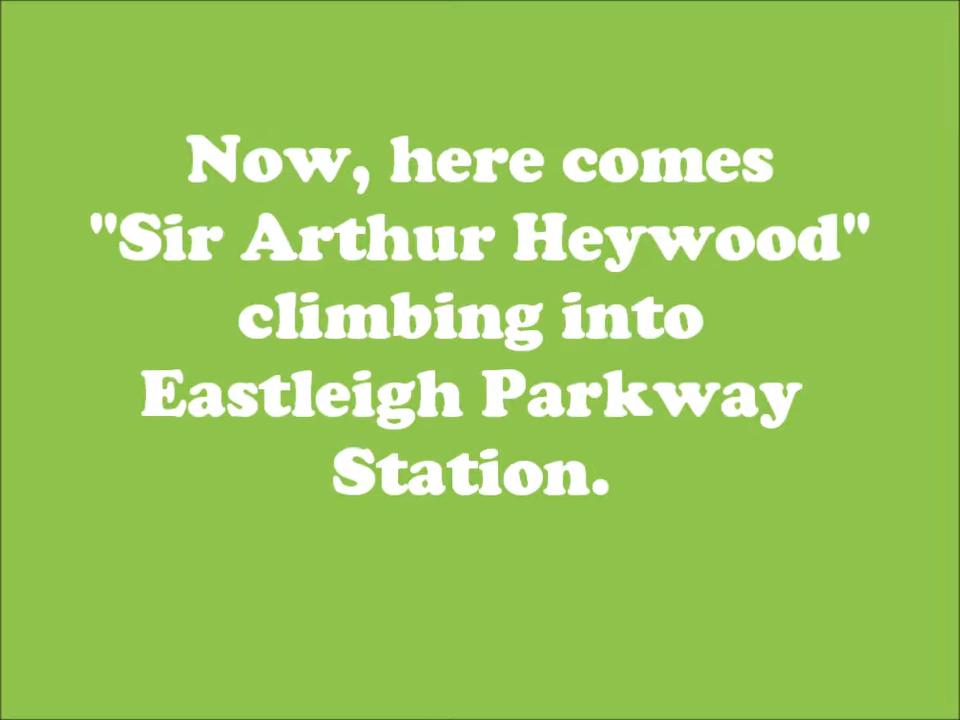 Now, here comes
"Sir Arthur Heywood"
climbing into
Eastleigh Parkway
Station.